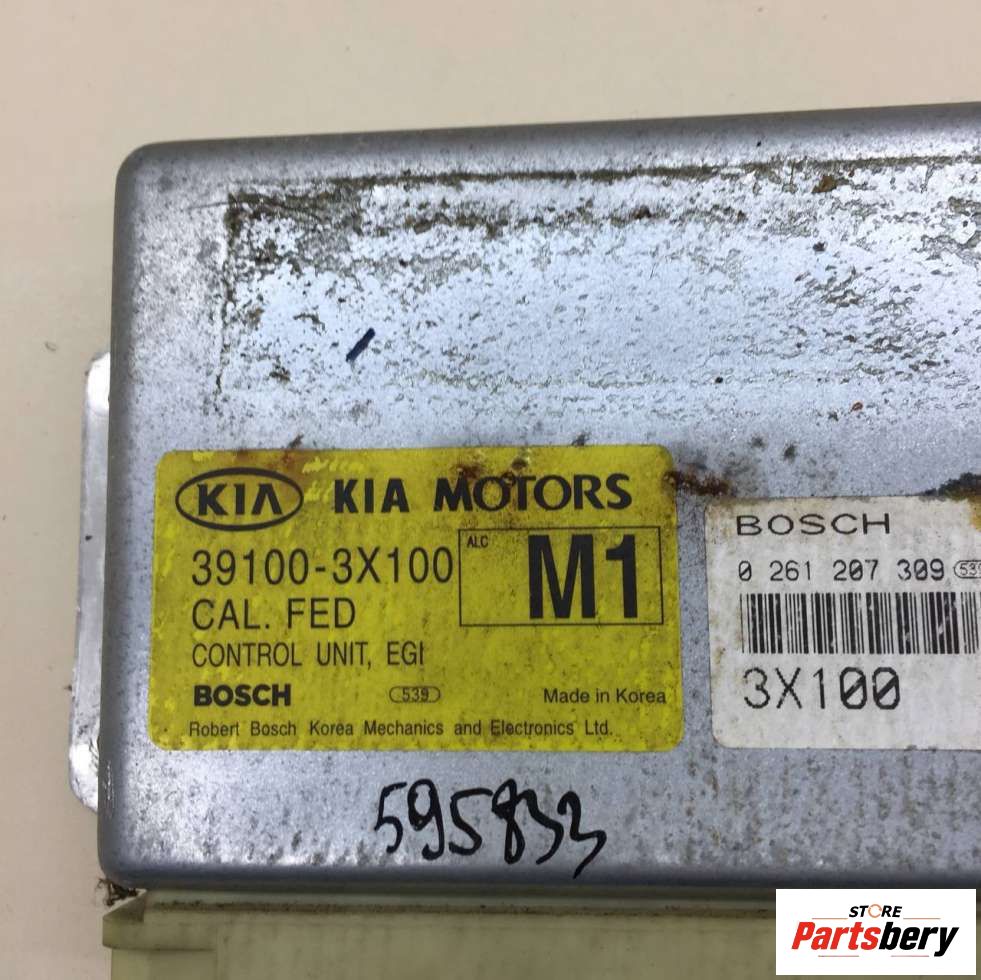 KIA KIA MOTORS
39100-3X100
ALC M1
CAL. FED
CONTROL UNIT, EGI
BOSCH 539 Made in Korea
Robert Bosch Korea Mechanics and Electronics Ltd.
BOSCH
0 261 207 309 539
3X100
595833
STORE
Partsbery